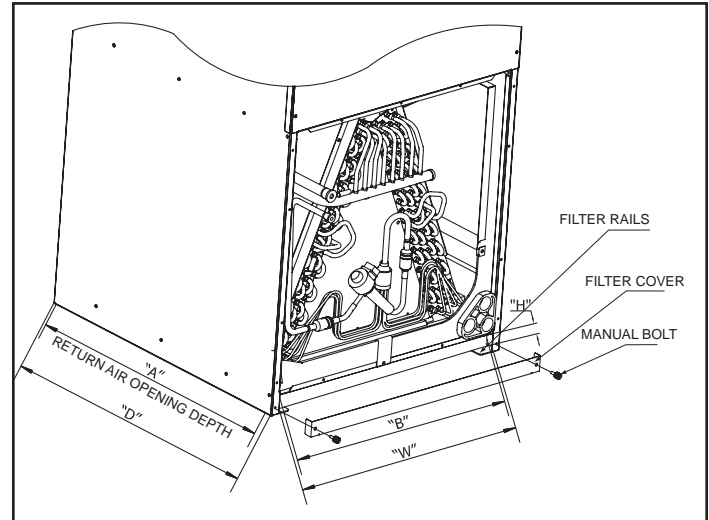 FILTER RAILS
FILTER COVER
"H"
MANUAL BOLT
"A"
RETURN AIR OPENING DEPTH
"D"
"B"
"W"